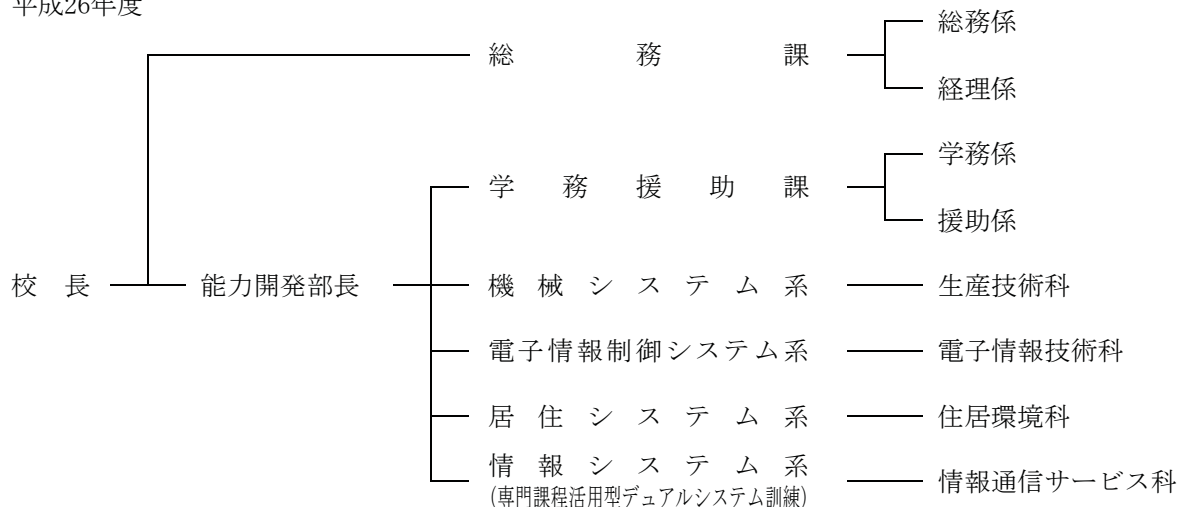 平成26年度
総務課
総務係
経理係
学務援助課
学務係
援助係
校長
能力開発部長
機械システム系
生産技術科
電子情報制御システム系
電子情報技術科
居住システム系
住居環境科
情報システム系
(専門課程活用型デュアルシステム訓練)
情報通信サービス科